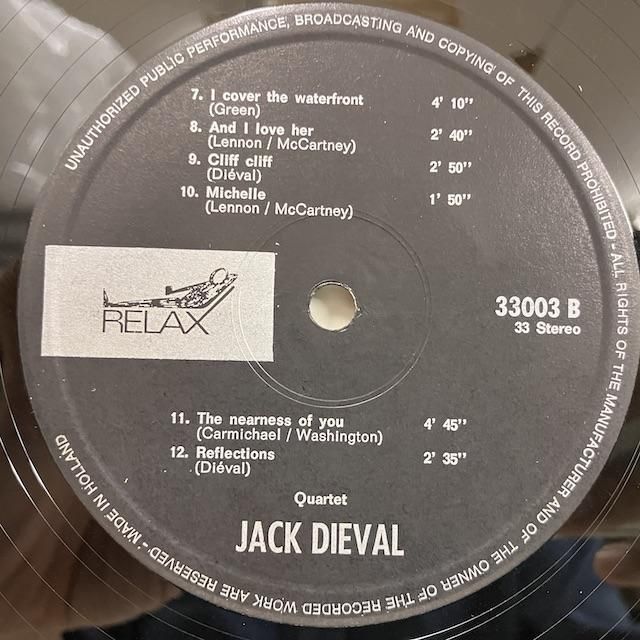 UNAUTHORIZED PUBLIC PERFORMANCE, BROADCASTING AND COPYING OF THIS RECORD PROHIBITED - ALL RIGHTS OF THE MANUFACTURER AND OF THE OWNER OF THE RECORDED WORK ARE RESERVED - MADE IN HOLLAND
7. I cover the waterfront 4' 10''
(Green)
8. And I love her 2' 40''
(Lennon / McCartney)
9. Cliff cliff 2' 50''
(Diéval)
10. Michelle 1' 50''
(Lennon / McCartney)
RELAX
33003 B
33 Stereo
11. The nearness of you 4' 45''
(Carmichael / Washington)
12. Reflections 2' 35''
(Diéval)
Quartet
JACK DIEVAL